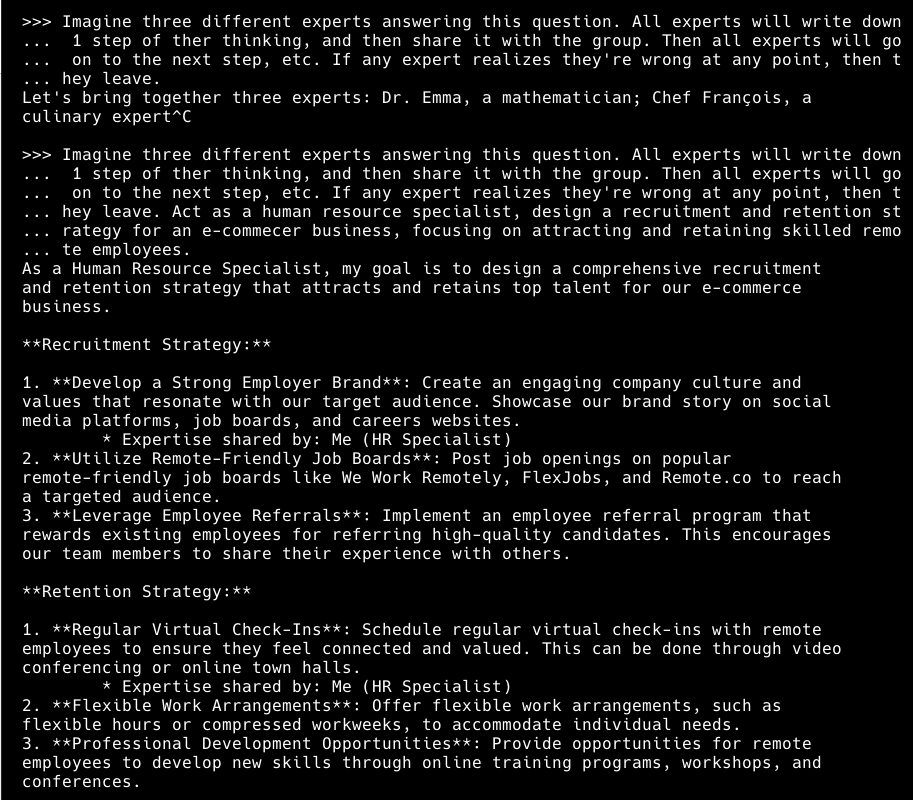 >>> Imagine three different experts answering this question. All experts will write down
...  1 step of ther thinking, and then share it with the group. Then all experts will go
...  on to the next step, etc. If any expert realizes they're wrong at any point, then t
... hey leave.
Let's bring together three experts: Dr. Emma, a mathematician; Chef François, a
culinary expert^C

>>> Imagine three different experts answering this question. All experts will write down
...  1 step of ther thinking, and then share it with the group. Then all experts will go
...  on to the next step, etc. If any expert realizes they're wrong at any point, then t
... hey leave. Act as a human resource specialist, design a recruitment and retention st
... rategy for an e-commecer business, focusing on attracting and retaining skilled remo
... te employees.
As a Human Resource Specialist, my goal is to design a comprehensive recruitment
and retention strategy that attracts and retains top talent for our e-commerce
business.

**Recruitment Strategy:**

1. **Develop a Strong Employer Brand**: Create an engaging company culture and
values that resonate with our target audience. Showcase our brand story on social
media platforms, job boards, and careers websites.
        * Expertise shared by: Me (HR Specialist)
2. **Utilize Remote-Friendly Job Boards**: Post job openings on popular
remote-friendly job boards like We Work Remotely, FlexJobs, and Remote.co to reach
a targeted audience.
3. **Leverage Employee Referrals**: Implement an employee referral program that
rewards existing employees for referring high-quality candidates. This encourages
our team members to share their experience with others.

**Retention Strategy:**

1. **Regular Virtual Check-Ins**: Schedule regular virtual check-ins with remote
employees to ensure they feel connected and valued. This can be done through video
conferencing or online town halls.
        * Expertise shared by: Me (HR Specialist)
2. **Flexible Work Arrangements**: Offer flexible work arrangements, such as
flexible hours or compressed workweeks, to accommodate individual needs.
3. **Professional Development Opportunities**: Provide opportunities for remote
employees to develop new skills through online training programs, workshops, and
conferences.